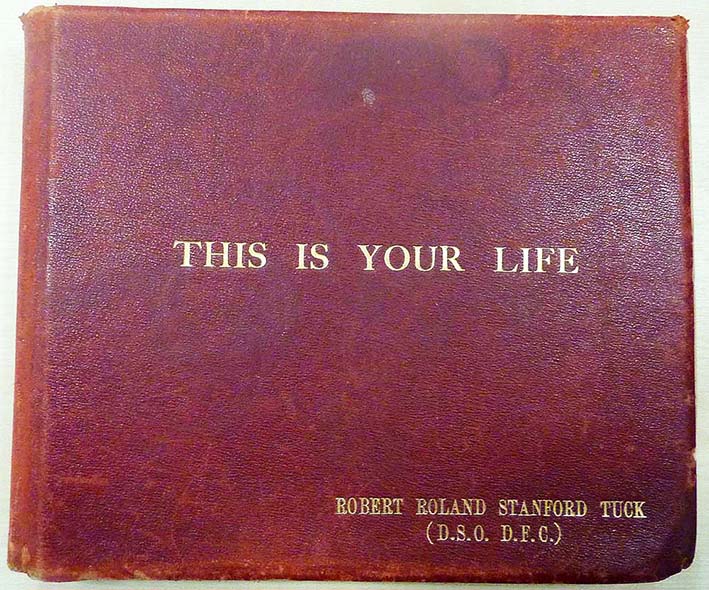 THIS IS YOUR LIFE
ROBERT ROLAND STANFORD TUCK
(D.S.O. D.F.C.)